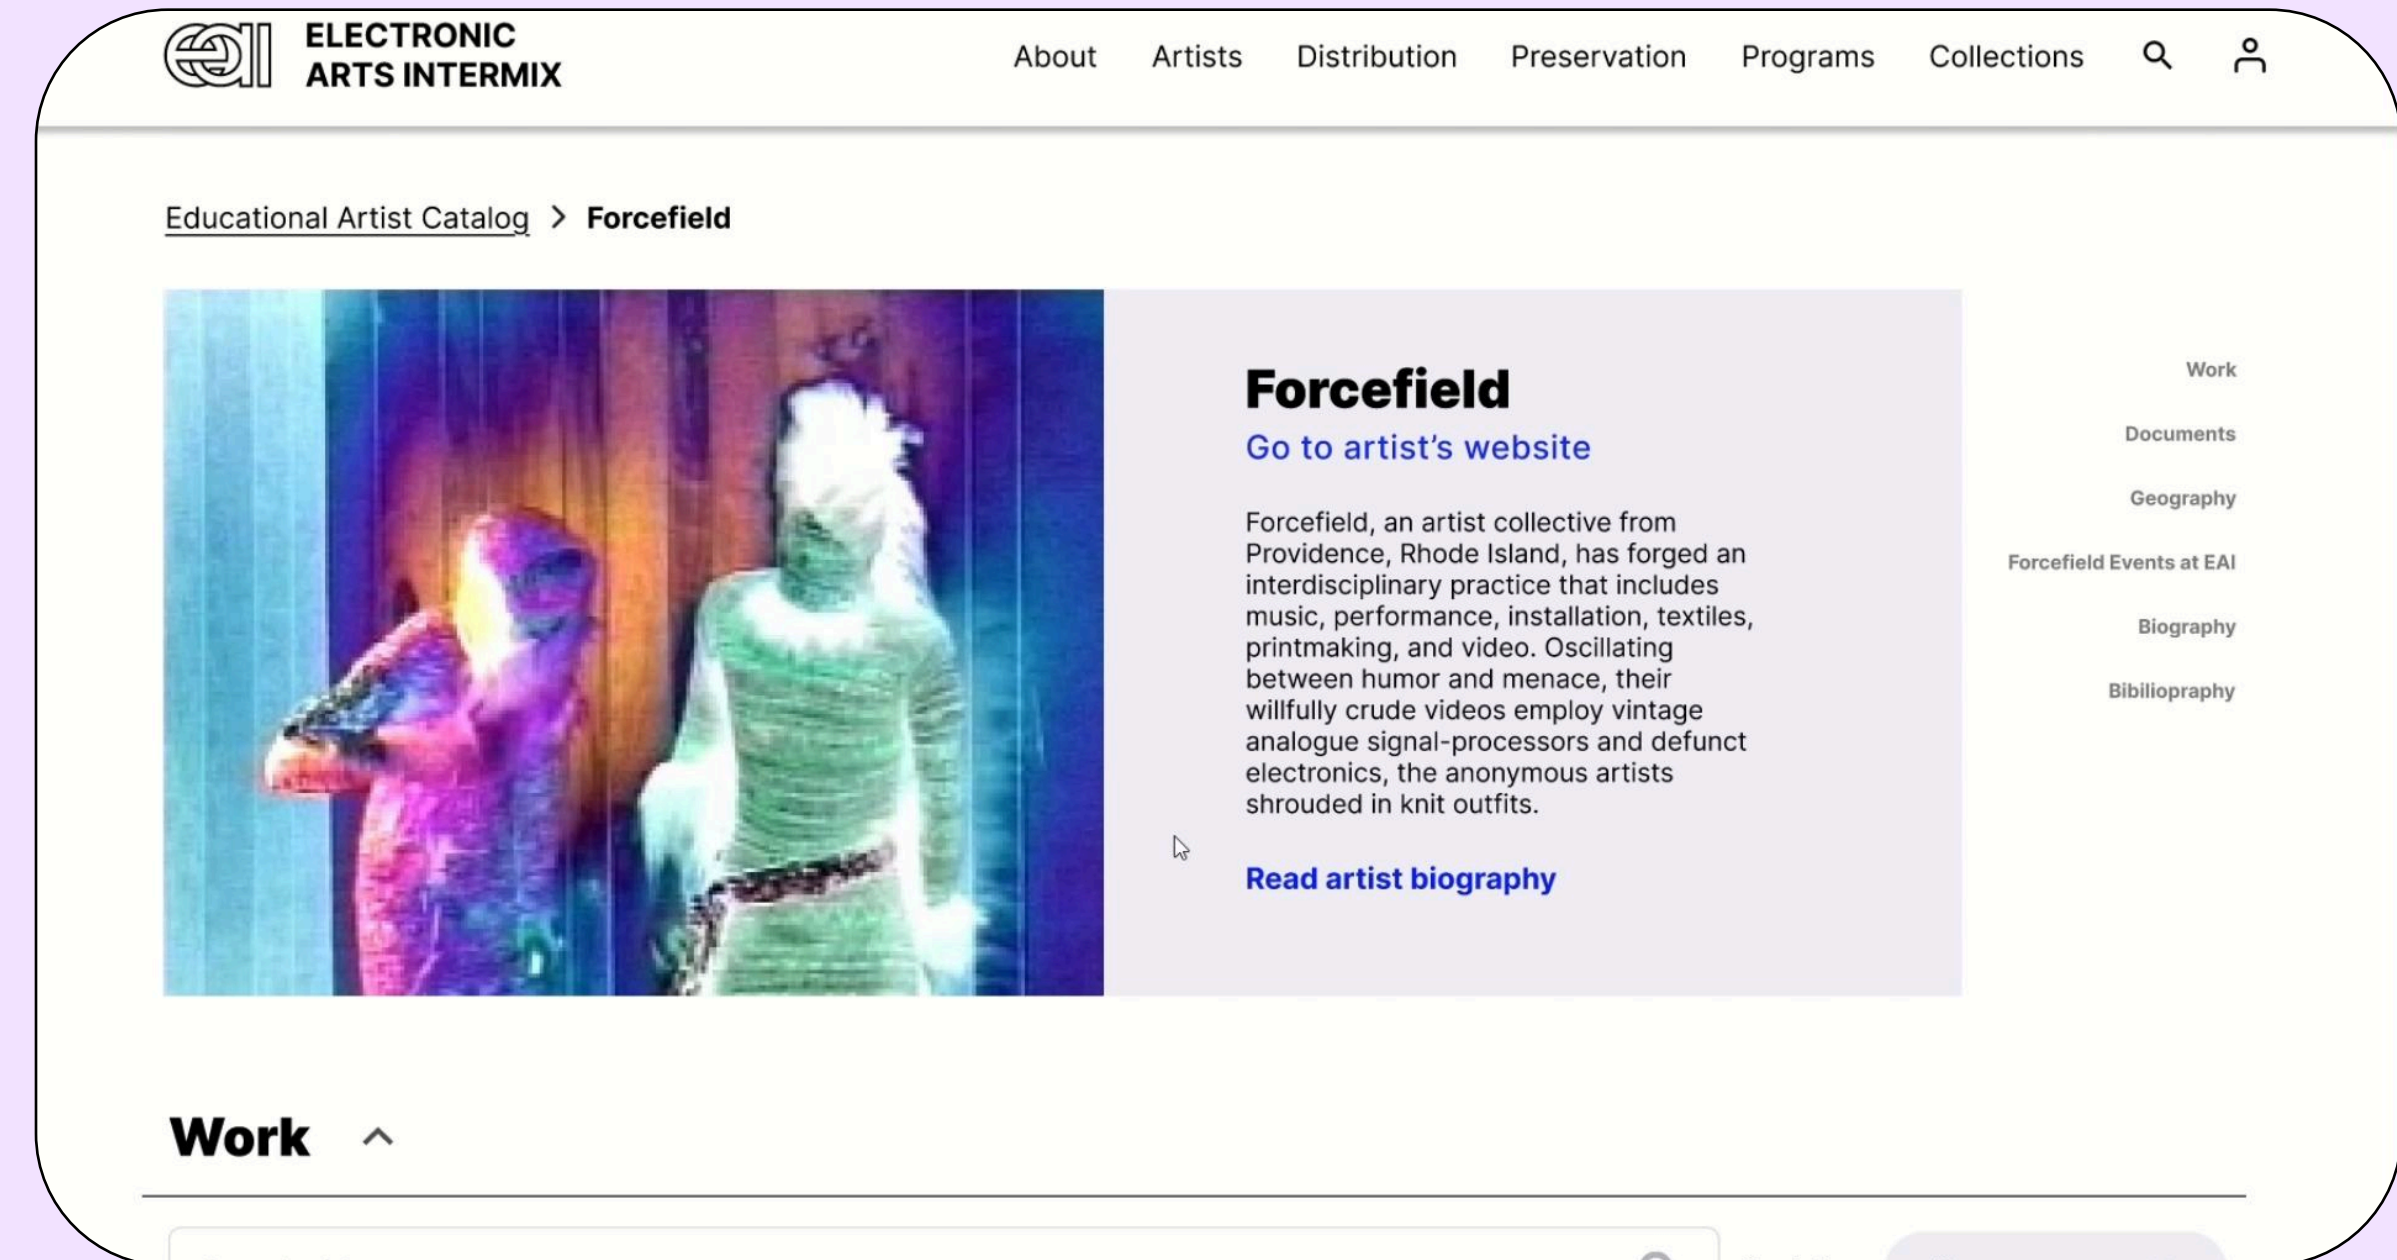 eai
ELECTRONIC
ARTS INTERMIX
About Artists Distribution Preservation Programs Collections
Educational Artist Catalog > Forcefield
Forcefield
Go to artist’s website
Forcefield, an artist collective from
Providence, Rhode Island, has forged an
interdisciplinary practice that includes
music, performance, installation, textiles,
printmaking, and video. Oscillating
between humor and menace, their
willfully crude videos employ vintage
analogue signal-processors and defunct
electronics, the anonymous artists
shrouded in knit outfits.
Read artist biography
Work
Documents
Geography
Forcefield Events at EAI
Biography
Bibiliopraphy
Work